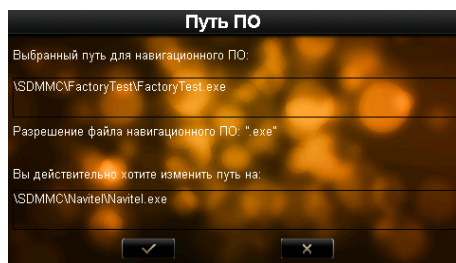 Путь ПО
Выбранный путь для навигационного ПО:
\SDMMC\FactoryTest\FactoryTest.exe
Разрешение файла навигационного ПО: ".exe"
Вы действительно хотите изменить путь на:
\SDMMC\Navitel\Navitel.exe